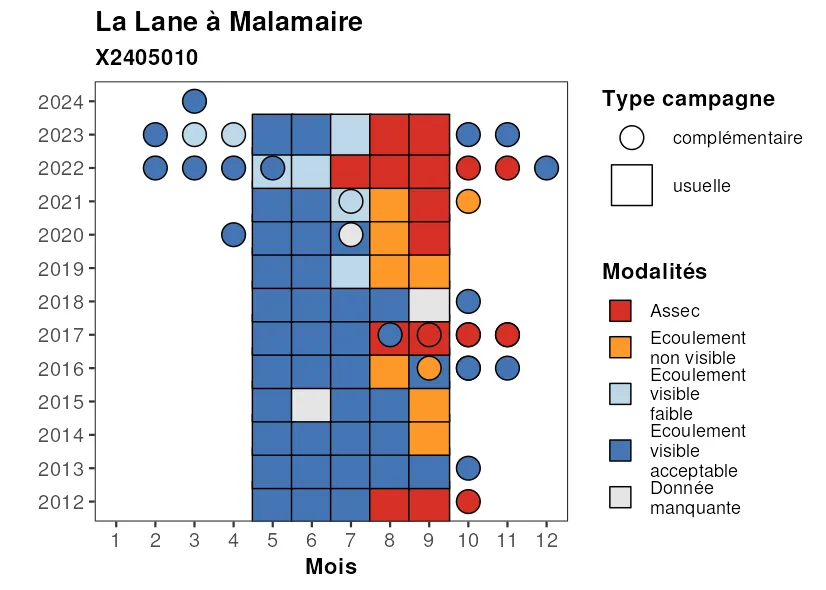 La Lane à Malamaire
X2405010
2024
2023
2022
2021
2020
2019
2018
2017
2016
2015
2014
2013
2012
1 2 3 4 5 6 7 8 9 10 11 12
Mois
Type campagne
complémentaire
usuelle
Modalités
Assec
Ecoulement
non visible
Ecoulement
visible
faible
Ecoulement
visible
acceptable
Donnée
manquante